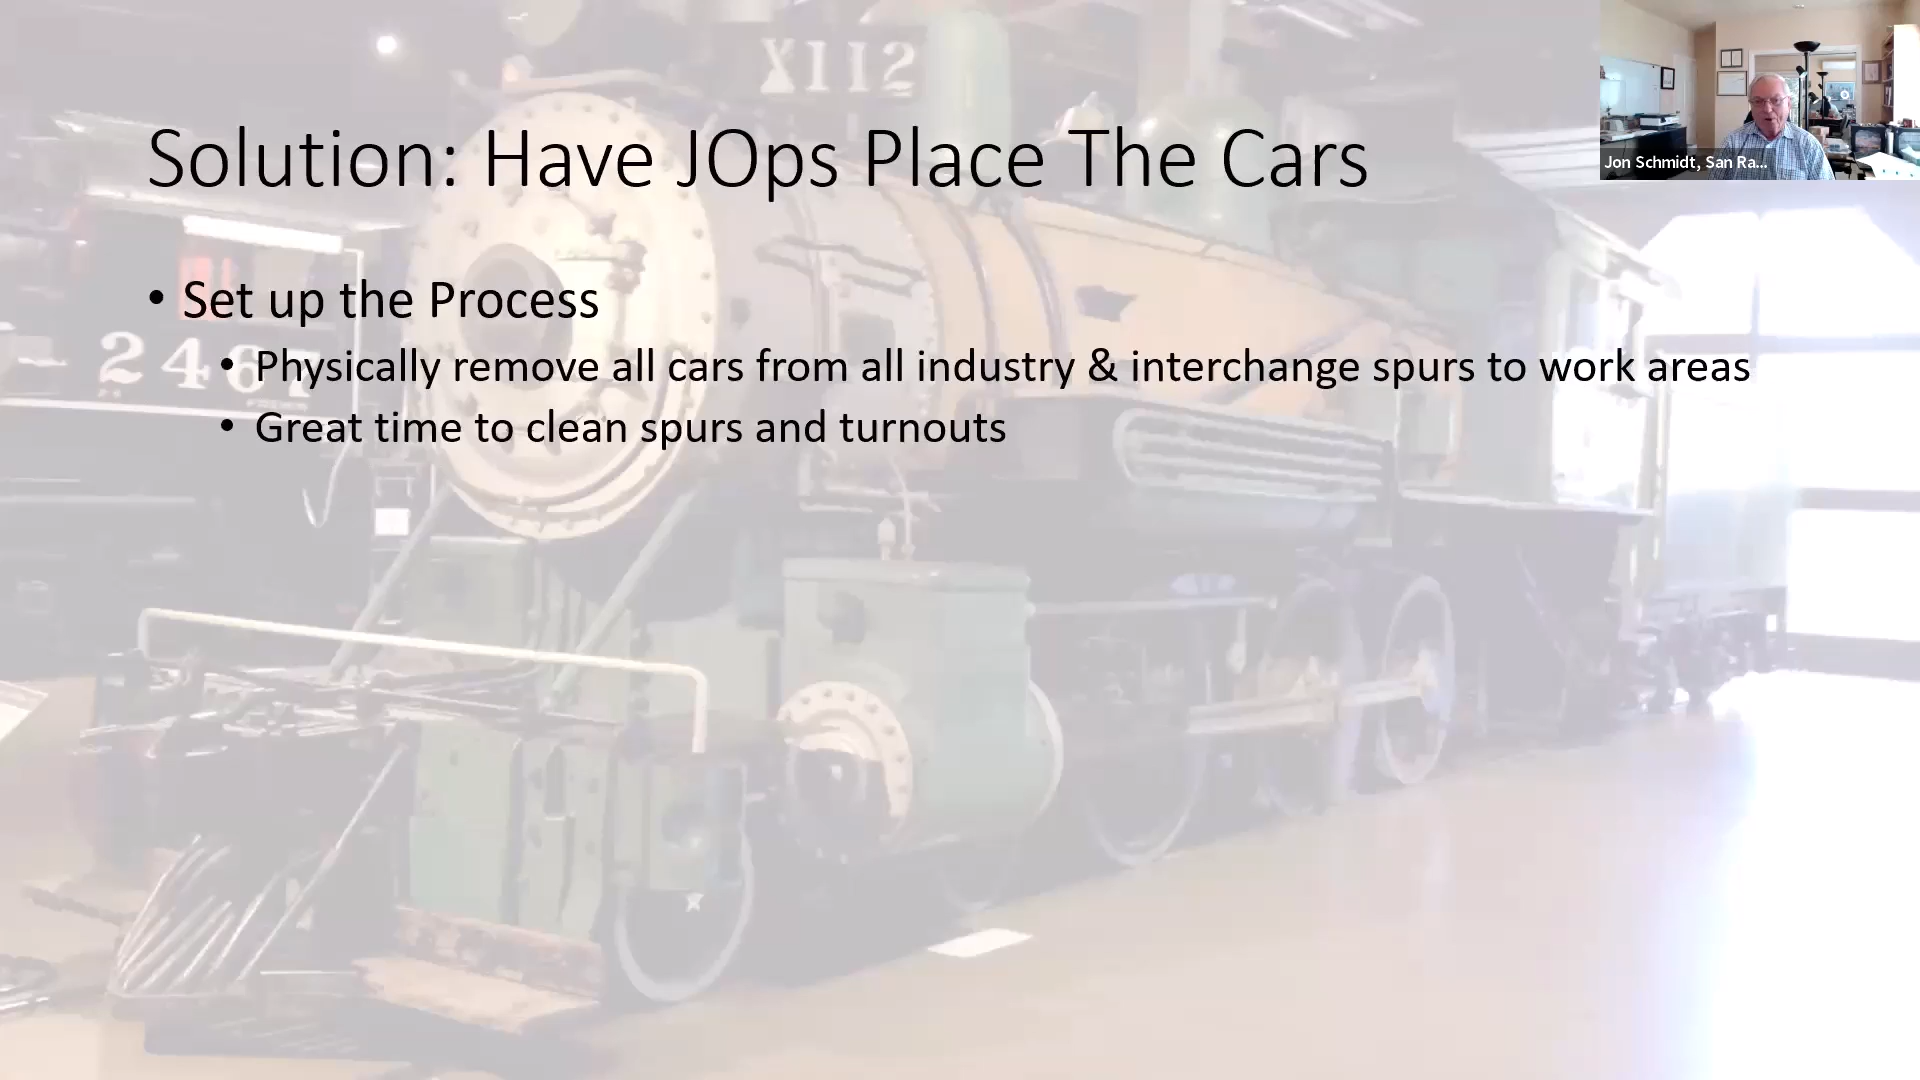 X112
Jon Schmidt, San Ra...
Solution: Have JOps Place The Cars
• Set up the Process
2467
• Physically remove all cars from all industry & interchange spurs to work areas
• Great time to clean spurs and turnouts